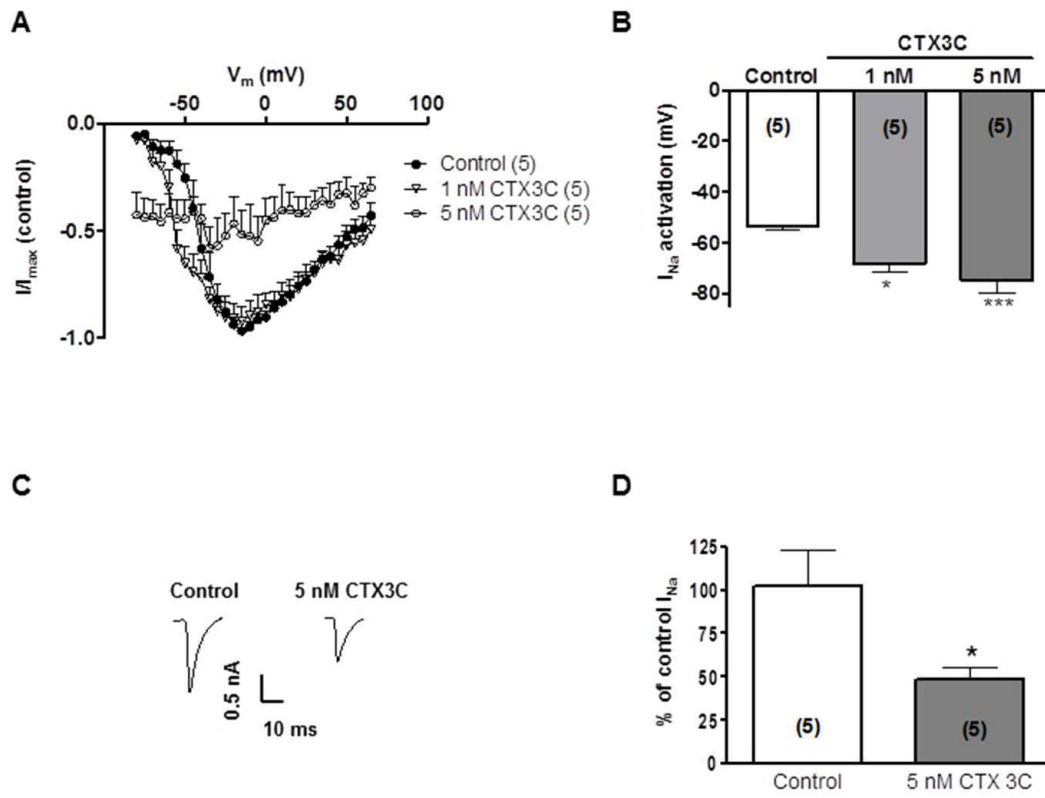 A
V_m (mV)
-50 0 50 100
0.0
-0.5
-1.0
I/I_max (control)
Control (5)
1 nM CTX3C (5)
5 nM CTX3C (5)
B
CTX3C
Control 1 nM 5 nM
0
-20
-40
-60
-80
I_Na activation (mV)
(5) (5) (5)
* ***
C
Control 5 nM CTX3C
0.5 nA
10 ms
D
125
100
75
50
25
0
% of control I_Na
*
(5) (5)
Control 5 nM CTX 3C